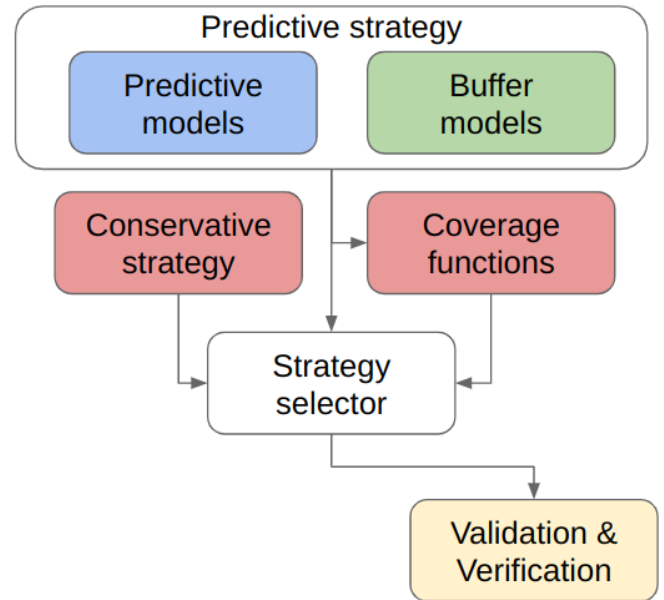 Predictive strategy
Predictive
models
Buffer
models
Conservative
strategy
Coverage
functions
Strategy
selector
Validation &
Verification